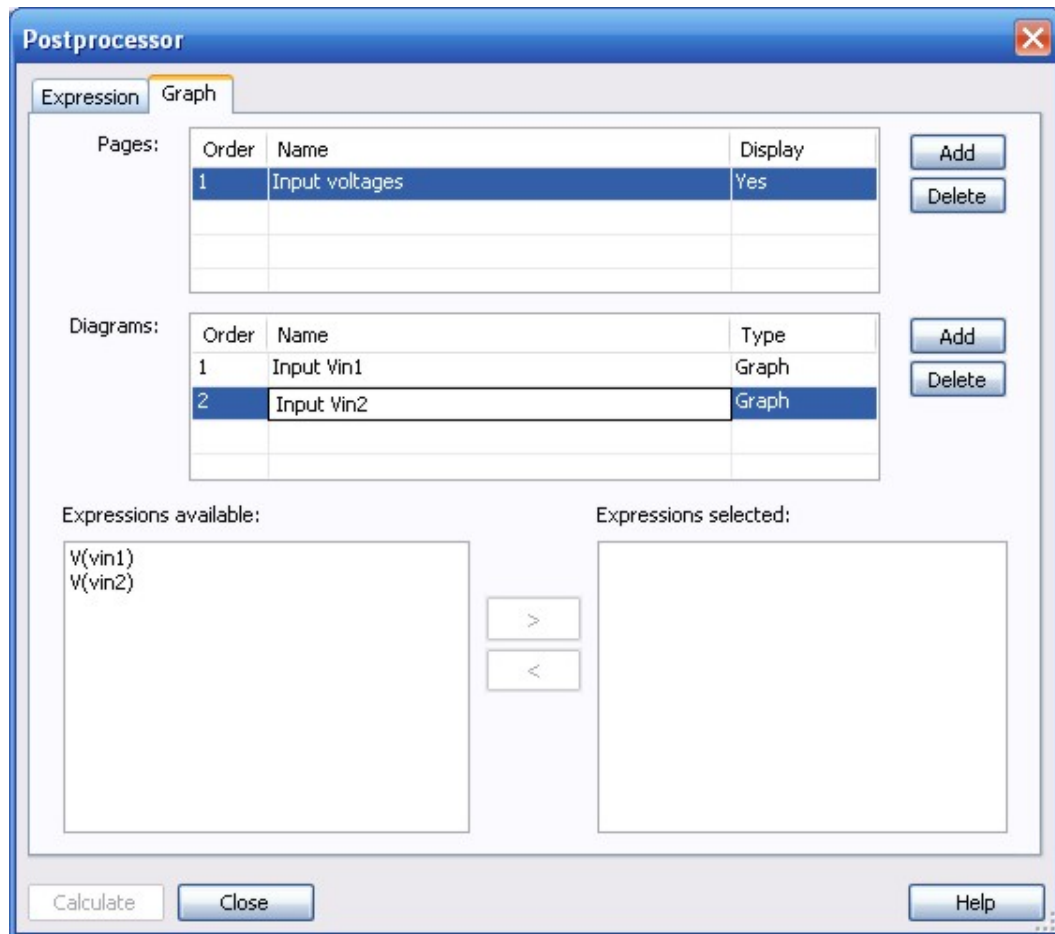 Postprocessor
Expression Graph
Pages:
Order Name Display
1 Input voltages Yes
Add
Delete
Diagrams:
Order Name Type
1 Input Vin1 Graph
2 Input Vin2 Graph
Add
Delete
Expressions available:
V(vin1)
V(vin2)
>
<
Expressions selected:
Calculate Close Help